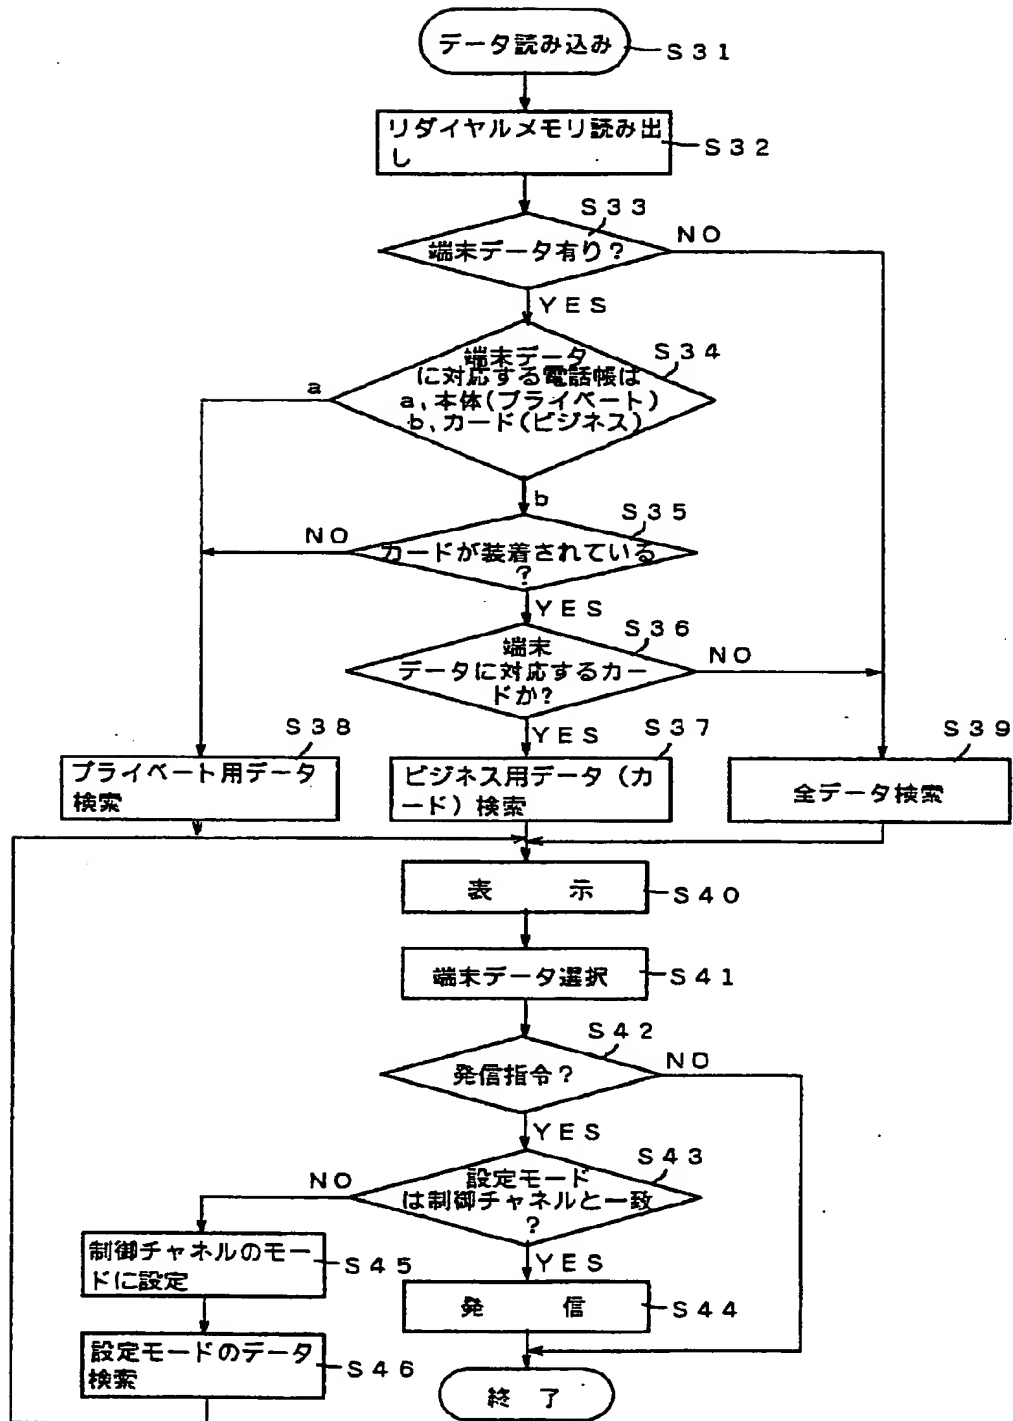 データ読み込み
S31
リダイヤルメモリ読み出
し
S32
S33
端末データ有り?
NO
YES
S34
端末データ
に対応する電話帳は
a、本体(プライベート)
b、カード(ビジネス)
a
b
S35
NO
カードが装着されている
?
YES
S36
端末
データに対応するカー
ドか?
NO
YES
S38
プライベート用データ
検索
S37
ビジネス用データ(カ
ード)検索
S39
全データ検索
表 示
S40
端末データ選択
S41
S42
発信指令?
NO
YES
S43
設定モード
は制御チャネルと一致
?
NO
YES
制御チャネルのモー
ドに設定
S45
発 信
S44
設定モードのデータ
検索
S46
終 了